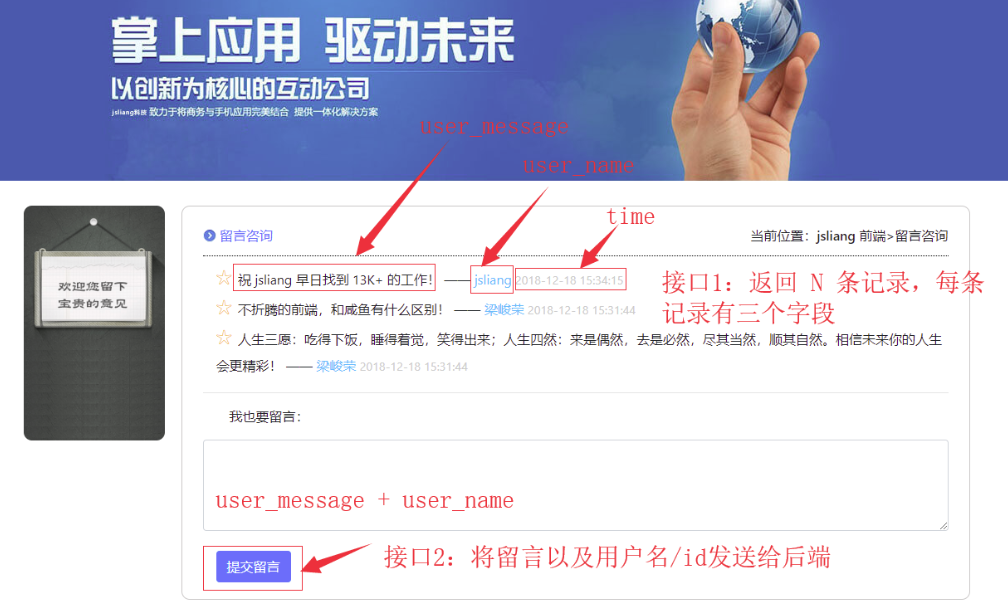 掌上应用 驱动未来
以创新为核心的互动公司
jsliang科技 致力于将商务与手机应用完美结合 提供一体化解决方案
user_message
user_name
time
欢迎您留下
宝贵的意见
留言咨询
当前位置：jsliang 前端>留言咨询
祝 jsliang 早日找到 13K+ 的工作！ —— jsliang 2018-12-18 15:34:15
不折腾的前端，和咸鱼有什么区别！ —— 梁峻荣 2018-12-18 15:31:44
接口1：返回 N 条记录，每条
记录有三个字段
人生三愿：吃得下饭，睡得着觉，笑得出来；人生四然：来是偶然，去是必然，尽其当然，顺其自然。相信未来你的人生
会更精彩！ —— 梁峻荣 2018-12-18 15:31:44
我也要留言：
user_message + user_name
提交留言
接口2：将留言以及用户名/id发送给后端